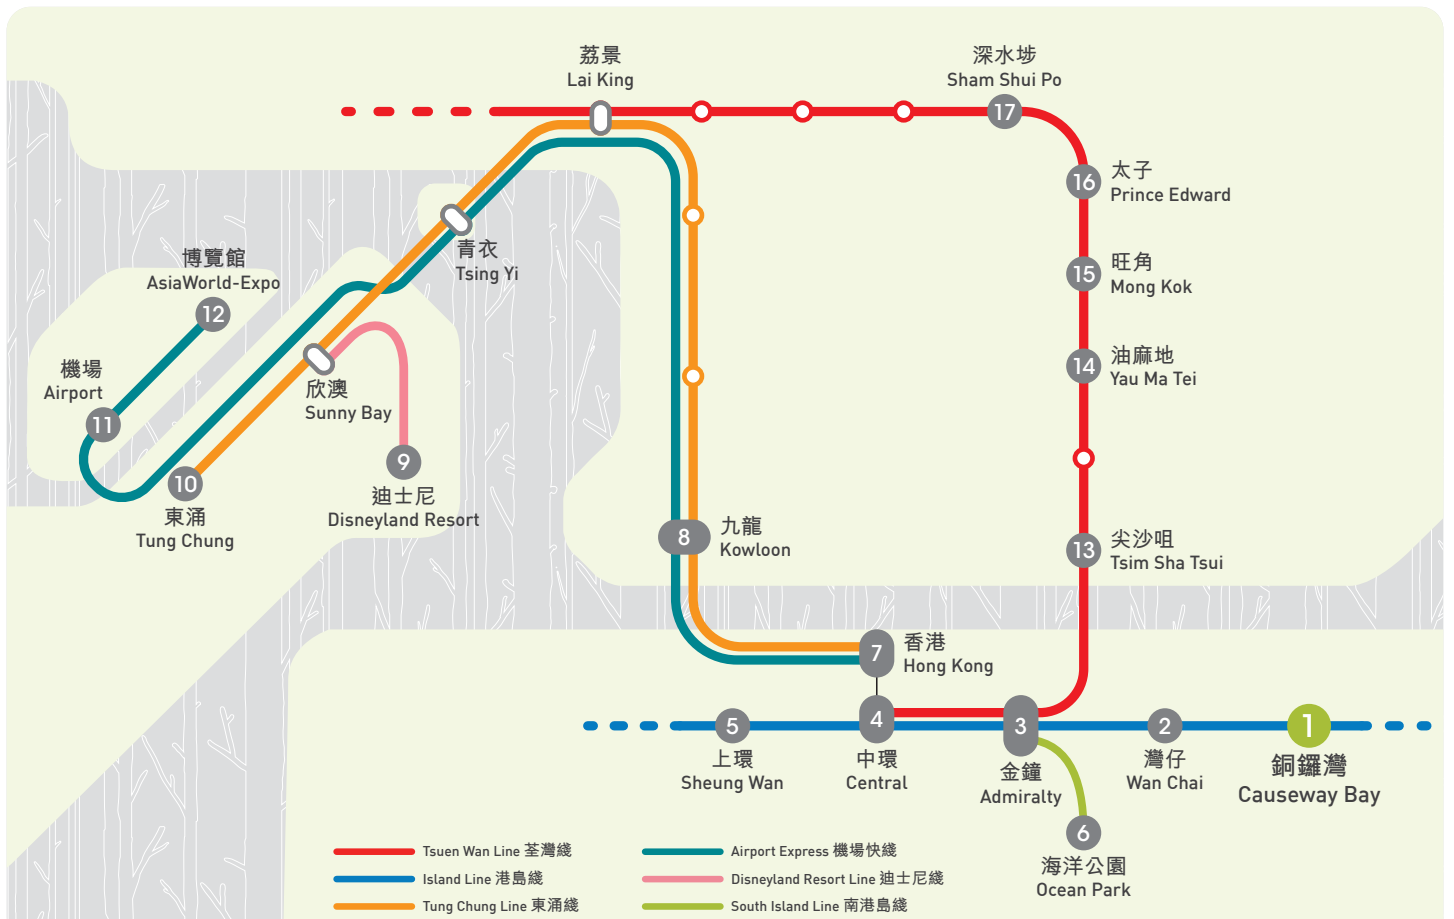 荔景
Lai King
深水埗
Sham Shui Po
17
太子
16
Prince Edward
青衣
Tsing Yi
博覽館
AsiaWorld-Expo
12
旺角
15
Mong Kok
機場
Airport
11
油麻地
14
Yau Ma Tei
欣澳
Sunny Bay
9
迪士尼
Disneyland Resort
10
東涌
Tung Chung
九龍
8
Kowloon
尖沙咀
13
Tsim Sha Tsui
香港
7
Hong Kong
5
上環
Sheung Wan
4
中環
Central
3
金鐘
Admiralty
2
灣仔
Wan Chai
1
銅鑼灣
Causeway Bay
6
海洋公園
Ocean Park
Tsuen Wan Line 荃灣綫
Island Line 港島綫
Tung Chung Line 東涌綫
Airport Express 機場快綫
Disneyland Resort Line 迪士尼綫
South Island Line 南港島綫